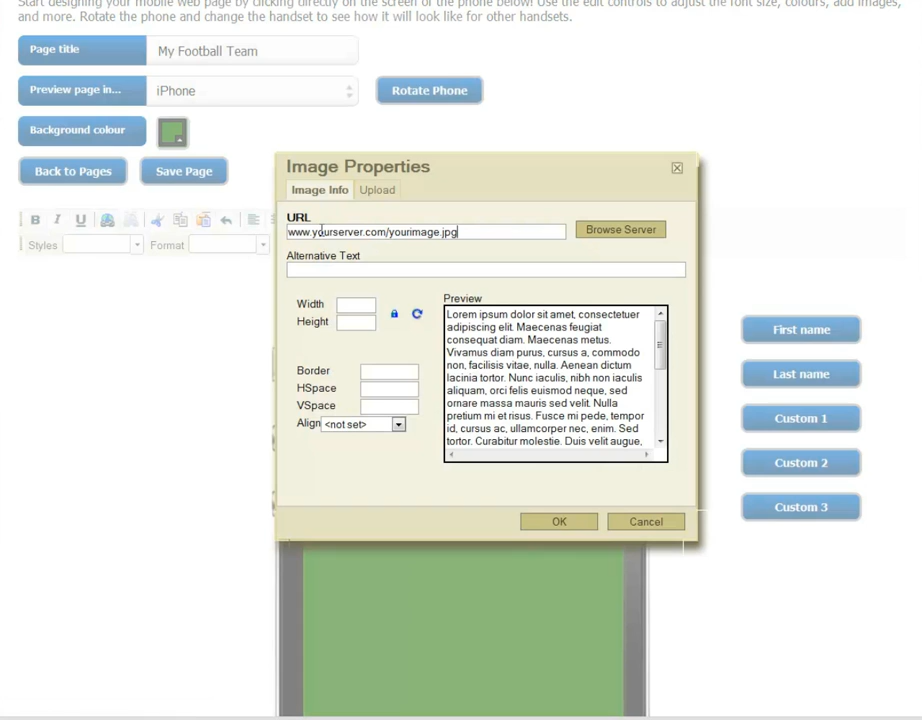 Start designing your mobile web page by clicking directly on the screen of the phone below! Use the edit controls to adjust the font size, colours, add images,
and more. Rotate the phone and change the handset to see how it will look like for other handsets.
Page title
My Football Team
Preview page in...
iPhone
Rotate Phone
Background colour
Back to Pages
Save Page
B I U
Styles
Format
Image Properties
Image Info
Upload
URL
www.yourserver.com/yourimage.jpg
Browse Server
Alternative Text
Width
Height
Border
HSpace
VSpace
Align
<not set>
Preview
Lorem ipsum dolor sit amet, consectetuer
adipiscing elit. Maecenas feugiat
consequat diam. Maecenas metus.
Vivamus diam purus, cursus a, commodo
non, facilisis vitae, nulla. Aenean dictum
lacinia tortor. Nunc iaculis, nibh non iaculis
aliquam, orci felis euismod neque, sed
ornare massa mauris sed velit. Nulla
pretium mi et risus. Fusce mi pede, tempor
id, cursus ac, ullamcorper nec, enim. Sed
tortor. Curabitur molestie. Duis velit augue,
OK
Cancel
First name
Last name
Custom 1
Custom 2
Custom 3